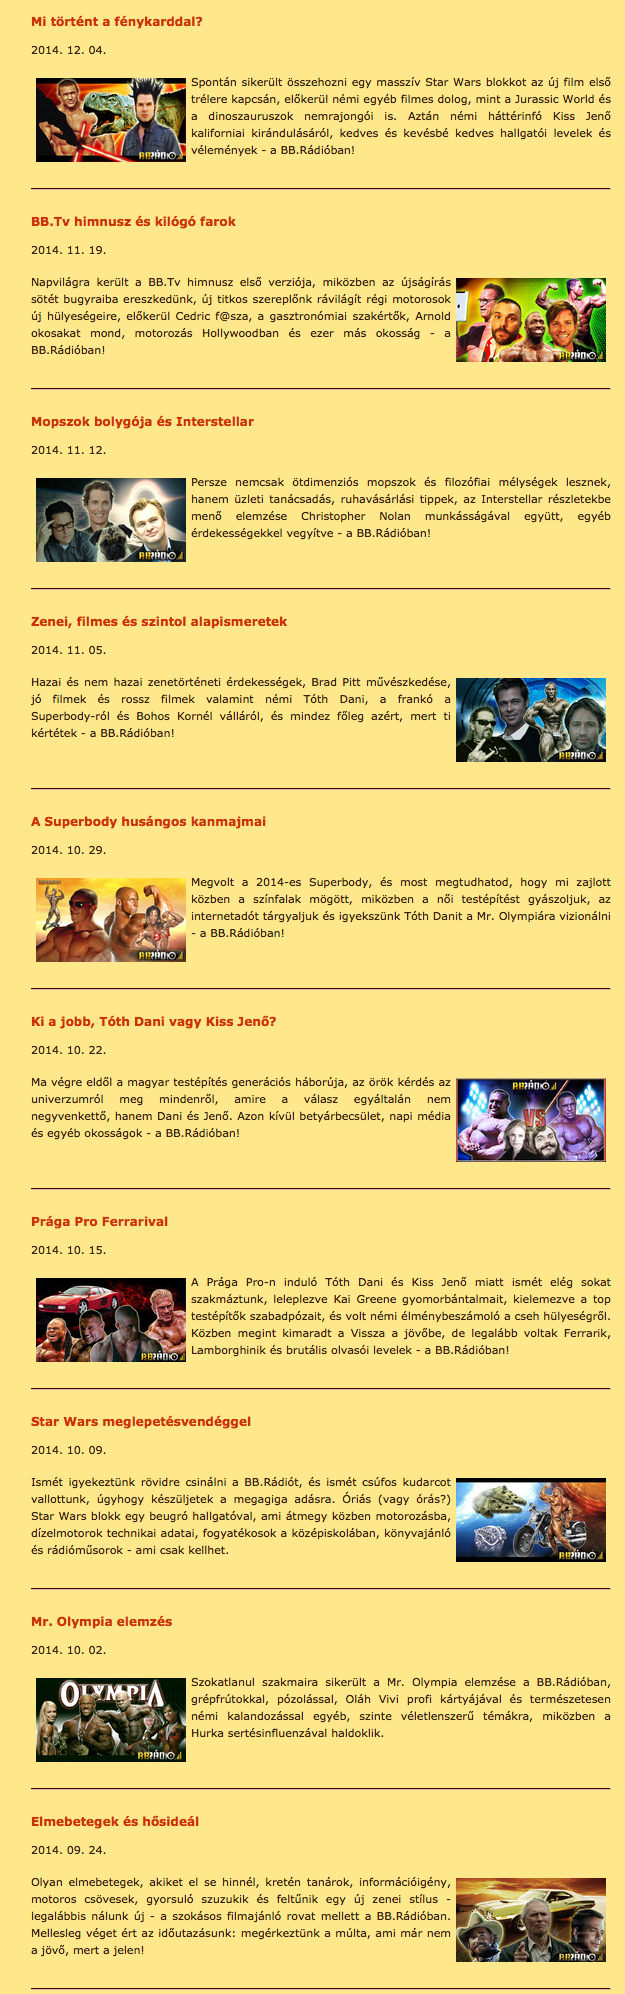 Mi történt a fénykarddal?
2014. 12. 04.
Spontán sikerült összehozni egy masszív Star Wars blokkot az új film első
trélere kapcsán, előkerül némi egyéb filmes dolog, mint a Jurassic World és
a dinoszauruszok nemrajongói is. Aztán némi háttérinfó Kiss Jenő
kaliforniai kirándulásáról, kedves és kevésbé kedves hallgatói levelek és
vélemények - a BB.Rádióban!
BB.RÁDIÓ
BB.Tv himnusz és kilógó farok
2014. 11. 19.
Napvilágra került a BB.Tv himnusz első verziója, miközben az újságírás
sötét bugyraiba ereszkedünk, új titkos szereplőnk rávilágít régi motorosok
új hülyeségeire, előkerül Cedric f@sza, a gasztronómiai szakértők, Arnold
okosakat mond, motorozás Hollywoodban és ezer más okosság - a
BB.Rádióban!
BB.RÁDIÓ
Mopszok bolygója és Interstellar
2014. 11. 12.
Persze nemcsak ötdimenziós mopszok és filozófiai mélységek lesznek,
hanem üzleti tanácsadás, ruhavásárlási tippek, az Interstellar részletekbe
menő elemzése Christopher Nolan munkásságával együtt, egyéb
érdekességekkel vegyítve - a BB.Rádióban!
BB.RÁDIÓ
Zenei, filmes és szintol alapismeretek
2014. 11. 05.
Hazai és nem hazai zenetörténeti érdekességek, Brad Pitt művészkedése,
jó filmek és rossz filmek valamint némi Tóth Dani, a frankó a
Superbody-ról és Bohos Kornél válláról, és mindez főleg azért, mert ti
kértétek - a BB.Rádióban!
BB.RÁDIÓ
A Superbody husángos kanmajmai
2014. 10. 29.
Megvolt a 2014-es Superbody, és most megtudhatod, hogy mi zajlott
közben a színfalak mögött, miközben a női testépítést gyászoljuk, az
internetadót tárgyaljuk és igyekszünk Tóth Danit a Mr. Olympiára vizionálni
- a BB.Rádióban!
BB.RÁDIÓ
Ki a jobb, Tóth Dani vagy Kiss Jenő?
2014. 10. 22.
Ma végre eldől a magyar testépítés generációs háborúja, az örök kérdés az
univerzumról meg mindenről, amire a válasz egyáltalán nem
negyvenkettő, hanem Dani és Jenő. Azon kívül betyárbecsület, napi média
és egyéb okosságok - a BB.Rádióban!
BB.RÁDIÓ
VS
Prága Pro Ferrarival
2014. 10. 15.
A Prága Pro-n induló Tóth Dani és Kiss Jenő miatt ismét elég sokat
szakmáztunk, leleplezve Kai Greene gyomorbántalmait, kielemezve a top
testépítők szabadpózait, és volt némi élménybeszámoló a cseh hülyeségről.
Közben megint kimaradt a Vissza a jövőbe, de legalább voltak Ferrarik,
Lamborghinik és brutális olvasói levelek - a BB.Rádióban!
BB.RÁDIÓ
Star Wars meglepetésvendéggel
2014. 10. 09.
Ismét igyekeztünk rövidre csinálni a BB.Rádiót, és ismét csúfos kudarcot
vallottunk, úgyhogy készüljetek a megagiga adásra. Óriás (vagy órás?)
Star Wars blokk egy beugró hallgatóval, ami átmegy közben motorozásba,
dízelmotorok technikai adatai, fogyatékosok a középiskolában, könyvajánló
és rádióműsorok - ami csak kellhet.
BB.RÁDIÓ
Mr. Olympia elemzés
2014. 10. 02.
OLYMPIA
Szokatlanul szakmaira sikerült a Mr. Olympia elemzése a BB.Rádióban,
grépfrútokkal, pózolással, Oláh Vivi profi kártyájával és természetesen
némi kalandozással egyéb, szinte véletlenszerű témákra, miközben a
Hurka sertésinfluenzával haldoklik.
BB.RÁDIÓ
Elmebetegek és hősideál
2014. 09. 24.
Olyan elmebetegek, akiket el se hinnél, kretén tanárok, információigény,
motoros csövesek, gyorsuló szuzukik és feltűnik egy új zenei stílus -
legalábbis nálunk új - a szokásos filmajánló rovat mellett a BB.Rádióban.
Mellesleg véget ért az időutazásunk: megérkeztünk a múlta, ami már nem
a jövő, mert a jelen!
BB.RÁDIÓ